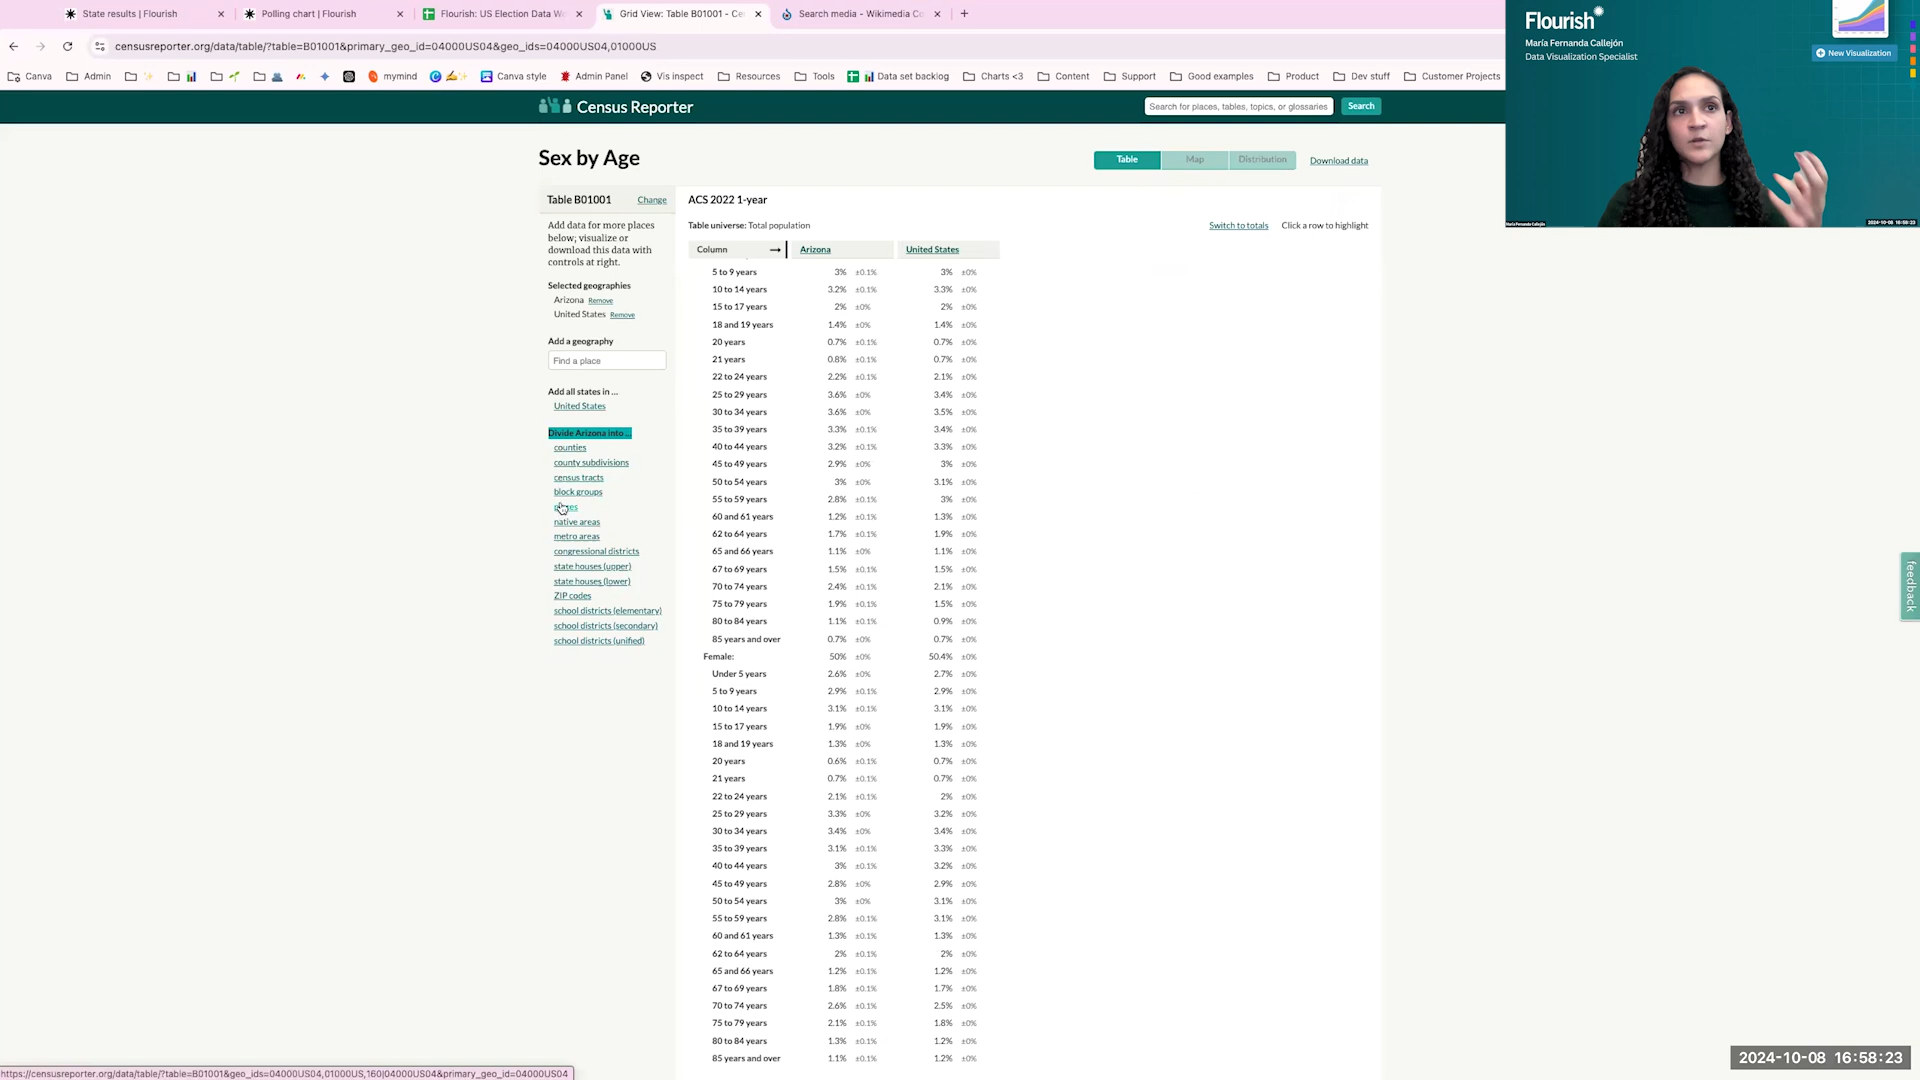 State results | Flourish
Polling chart | Flourish
Flourish: US Election Data W
Grid View: Table B01001 - Ce
Search media - Wikimedia Co
censusreporter.org/data/table/?table=B01001&primary_geo_id=04000US04&geo_ids=04000US04,01000US
Canva
Admin
mymind
Canva style
Admin Panel
Vis inspect
Resources
Tools
Data set backlog
Charts <3
Content
Support
Good examples
Product
Dev stuff
Customer Projects
Flourish
María Fernanda Callejón
Data Visualization Specialist
New Visualization
María Fernanda Callejón
2024-10-08 16:58:23
Census Reporter
Search for places, tables, topics, or glossaries
Search
Sex by Age
Table
Map
Distribution
Download data
Table B01001
Change
Add data for more places
below; visualize or
download this data with
controls at right.
Selected geographies
Arizona Remove
United States Remove
Add a geography
Find a place
Add all states in ...
United States
Divide Arizona into ...
counties
county subdivisions
census tracts
block groups
native areas
metro areas
congressional districts
state houses (upper)
state houses (lower)
ZIP codes
school districts (elementary)
school districts (secondary)
school districts (unified)
ACS 2022 1-year
Table universe: Total population
Switch to totals
Click a row to highlight
Column → Arizona United States
5 to 9 years 3% ±0.1% 3% ±0%
10 to 14 years 3.2% ±0.1% 3.3% ±0%
15 to 17 years 2% ±0% 2% ±0%
18 and 19 years 1.4% ±0% 1.4% ±0%
20 years 0.7% ±0.1% 0.7% ±0%
21 years 0.8% ±0.1% 0.7% ±0%
22 to 24 years 2.2% ±0.1% 2.1% ±0%
25 to 29 years 3.6% ±0% 3.4% ±0%
30 to 34 years 3.6% ±0% 3.5% ±0%
35 to 39 years 3.3% ±0.1% 3.4% ±0%
40 to 44 years 3.2% ±0.1% 3.3% ±0%
45 to 49 years 2.9% ±0% 3% ±0%
50 to 54 years 3% ±0% 3.1% ±0%
55 to 59 years 2.8% ±0.1% 3% ±0%
60 and 61 years 1.2% ±0.1% 1.3% ±0%
62 to 64 years 1.7% ±0.1% 1.9% ±0%
65 and 66 years 1.1% ±0% 1.1% ±0%
67 to 69 years 1.5% ±0.1% 1.5% ±0%
70 to 74 years 2.4% ±0.1% 2.1% ±0%
75 to 79 years 1.9% ±0.1% 1.5% ±0%
80 to 84 years 1.1% ±0.1% 0.9% ±0%
85 years and over 0.7% ±0% 0.7% ±0%
Female: 50% ±0% 50.4% ±0%
Under 5 years 2.6% ±0% 2.7% ±0%
5 to 9 years 2.9% ±0.1% 2.9% ±0%
10 to 14 years 3.1% ±0.1% 3.1% ±0%
15 to 17 years 1.9% ±0% 1.9% ±0%
18 and 19 years 1.3% ±0% 1.3% ±0%
20 years 0.6% ±0.1% 0.7% ±0%
21 years 0.7% ±0.1% 0.7% ±0%
22 to 24 years 2.1% ±0.1% 2% ±0%
25 to 29 years 3.3% ±0% 3.2% ±0%
30 to 34 years 3.4% ±0% 3.4% ±0%
35 to 39 years 3.1% ±0.1% 3.3% ±0%
40 to 44 years 3% ±0.1% 3.2% ±0%
45 to 49 years 2.8% ±0% 2.9% ±0%
50 to 54 years 3% ±0% 3.1% ±0%
55 to 59 years 2.8% ±0.1% 3.1% ±0%
60 and 61 years 1.3% ±0.1% 1.3% ±0%
62 to 64 years 2% ±0.1% 2% ±0%
65 and 66 years 1.2% ±0.1% 1.2% ±0%
67 to 69 years 1.8% ±0.1% 1.7% ±0%
70 to 74 years 2.6% ±0.1% 2.5% ±0%
75 to 79 years 2.1% ±0.1% 1.8% ±0%
80 to 84 years 1.3% ±0.1% 1.2% ±0%
85 years and over 1.1% ±0.1% 1.2% ±0%
feedback
https://censusreporter.org/data/table/?table=B01001&geo_ids=04000US04,01000US,160|04000US04&primary_geo_id=04000US04
2024-10-08 16:58:23